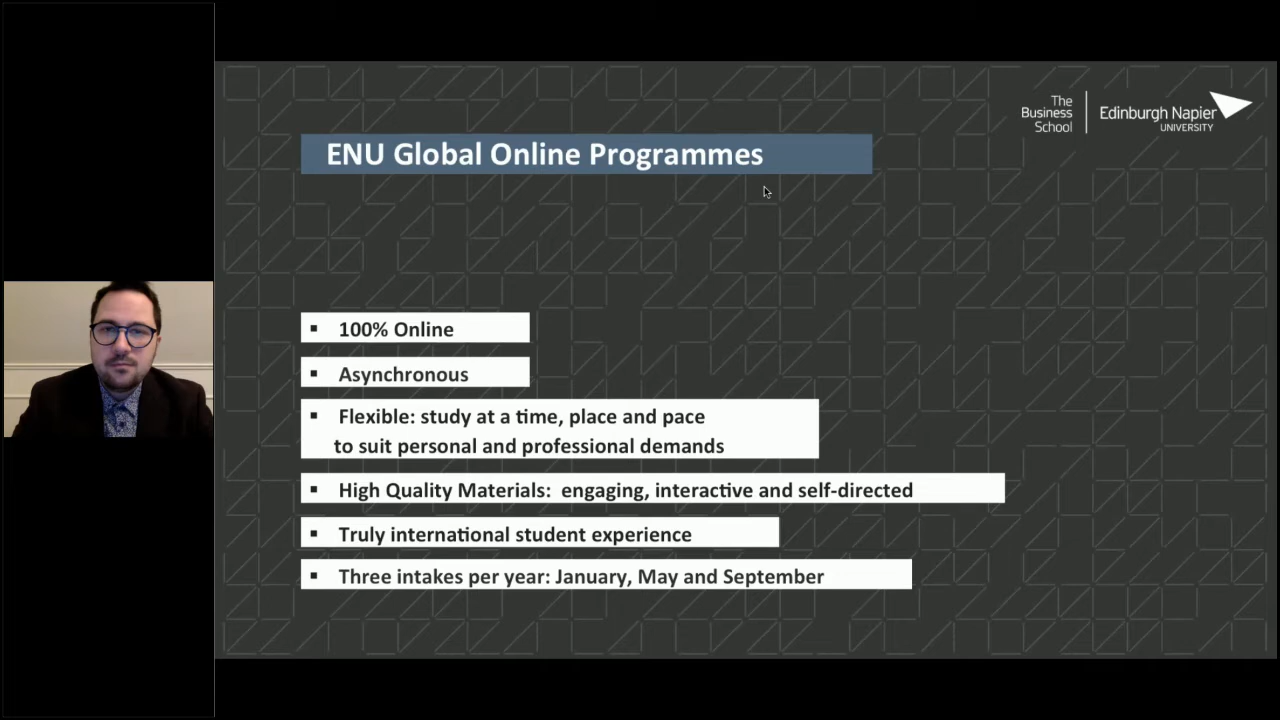 The
Business
School
Edinburgh Napier
UNIVERSITY
ENU Global Online Programmes
▪ 100% Online
▪ Asynchronous
▪ Flexible: study at a time, place and pace
to suit personal and professional demands
▪ High Quality Materials: engaging, interactive and self-directed
▪ Truly international student experience
▪ Three intakes per year: January, May and September